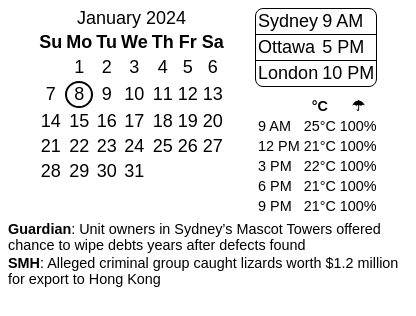 January 2024
Su Mo Tu We Th Fr Sa
1 2 3 4 5 6
7 8 9 10 11 12 13
14 15 16 17 18 19 20
21 22 23 24 25 26 27
28 29 30 31
Sydney 9 AM
Ottawa 5 PM
London 10 PM
°C ☂
9 AM 25°C 100%
12 PM 21°C 100%
3 PM 22°C 100%
6 PM 21°C 100%
9 PM 21°C 100%
Guardian: Unit owners in Sydney's Mascot Towers offered
chance to wipe debts years after defects found
SMH: Alleged criminal group caught lizards worth $1.2 million
for export to Hong Kong